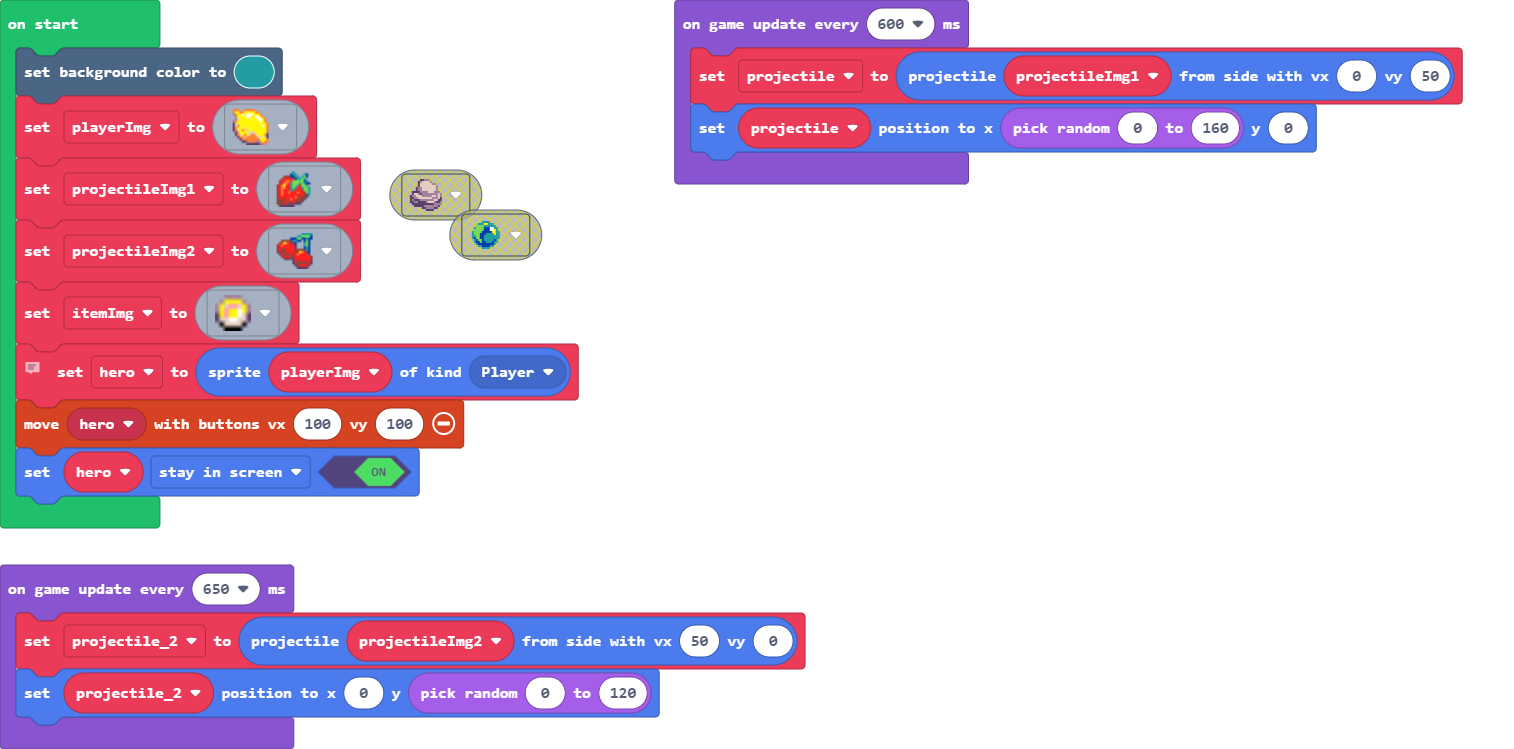 on start
set background color to
set playerImg to
set projectileImg1 to
set projectileImg2 to
set itemImg to
set hero to sprite playerImg of kind Player
move hero with buttons vx 100 vy 100
set hero stay in screen ON
on game update every 600 ms
set projectile to projectile projectileImg1 from side with vx 0 vy 50
set projectile position to x pick random 0 to 160 y 0
on game update every 650 ms
set projectile_2 to projectile projectileImg2 from side with vx 50 vy 0
set projectile_2 position to x 0 y pick random 0 to 120